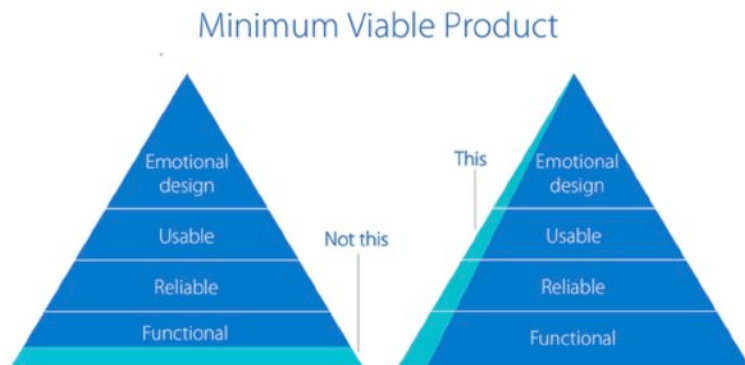 Minimum Viable Product
Emotional
design
Usable
Reliable
Functional
Not this
This
Emotional
design
Usable
Reliable
Functional